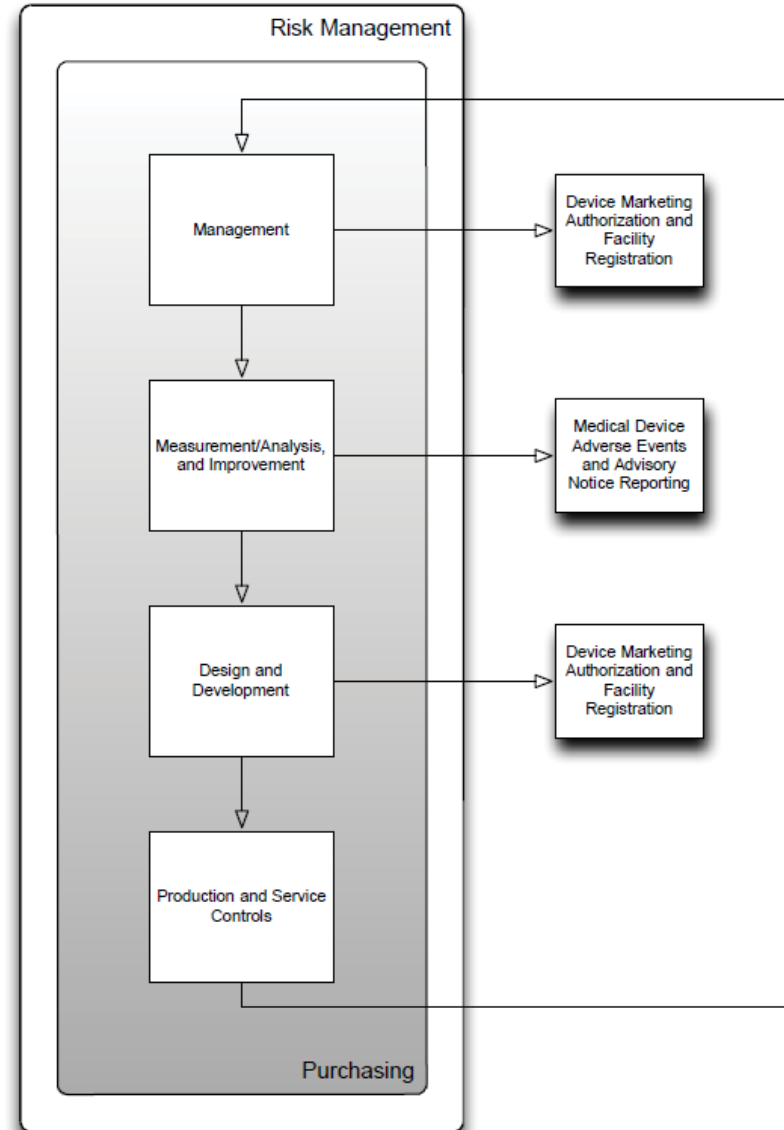 Risk Management
Management
Device Marketing
Authorization and
Facility
Registration
Measurement/Analysis,
and Improvement
Medical Device
Adverse Events
and Advisory
Notice Reporting
Design and
Development
Device Marketing
Authorization and
Facility
Registration
Production and Service
Controls
Purchasing